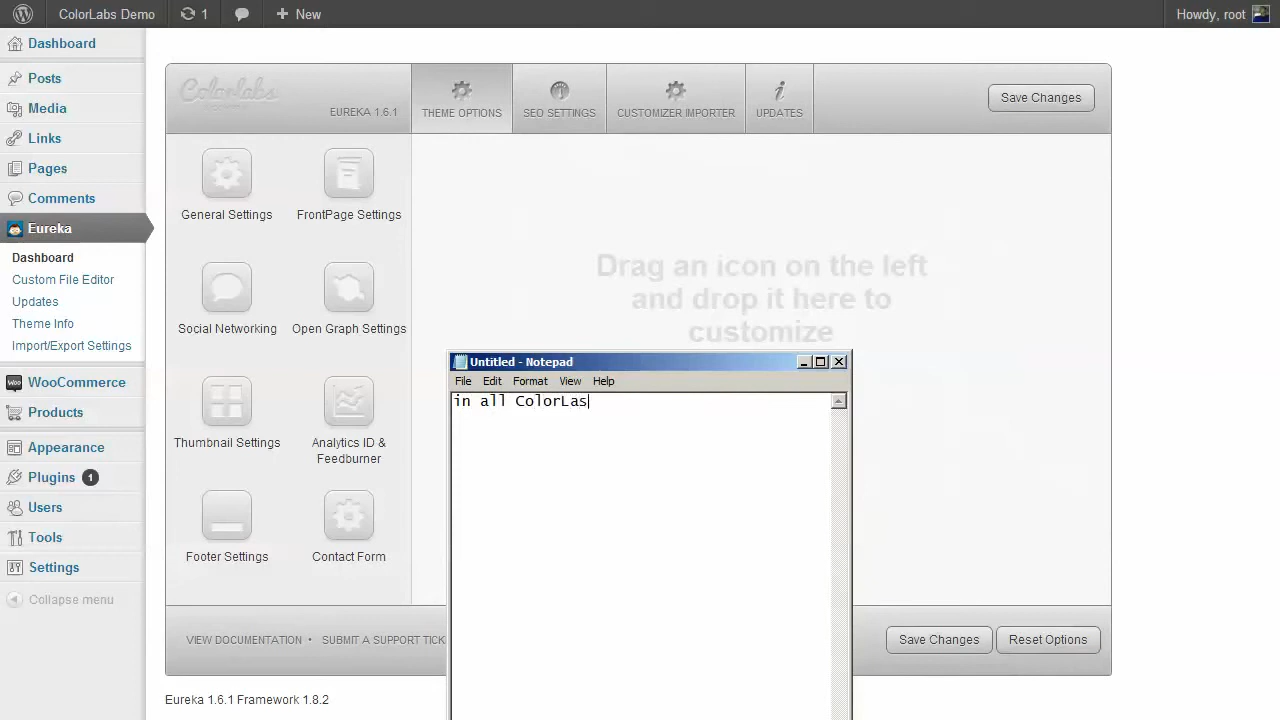 ColorLabs Demo 1 New Howdy, root
Dashboard
Posts
Media
Links
Pages
Comments
Eureka
Dashboard
Custom File Editor
Updates
Theme Info
Import/Export Settings
WooCommerce
Products
Appearance
Plugins 1
Users
Tools
Settings
Collapse menu
Colorlabs
EUREKA 1.6.1
THEME OPTIONS
SEO SETTINGS
CUSTOMIZER IMPORTER
UPDATES
Save Changes
General Settings
FrontPage Settings
Social Networking
Open Graph Settings
Thumbnail Settings
Analytics ID &
Feedburner
Footer Settings
Contact Form
Drag an icon on the left
and drop it here to
customize
Untitled - Notepad
File Edit Format View Help
in all ColorLas
VIEW DOCUMENTATION • SUBMIT A SUPPORT TICK
Save Changes
Reset Options
Eureka 1.6.1 Framework 1.8.2